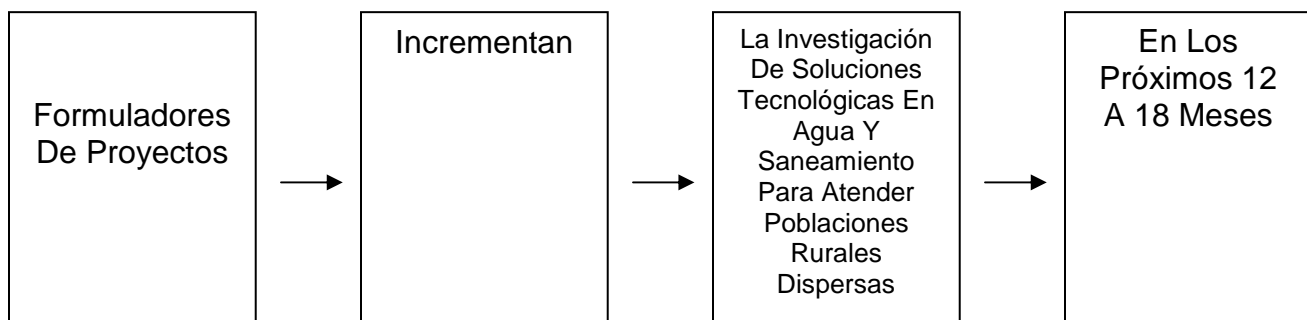 Formuladores
De Proyectos
Incrementan
La Investigación
De Soluciones
Tecnológicas En
Agua Y
Saneamiento
Para Atender
Poblaciones
Rurales
Dispersas
En Los
Próximos 12
A 18 Meses